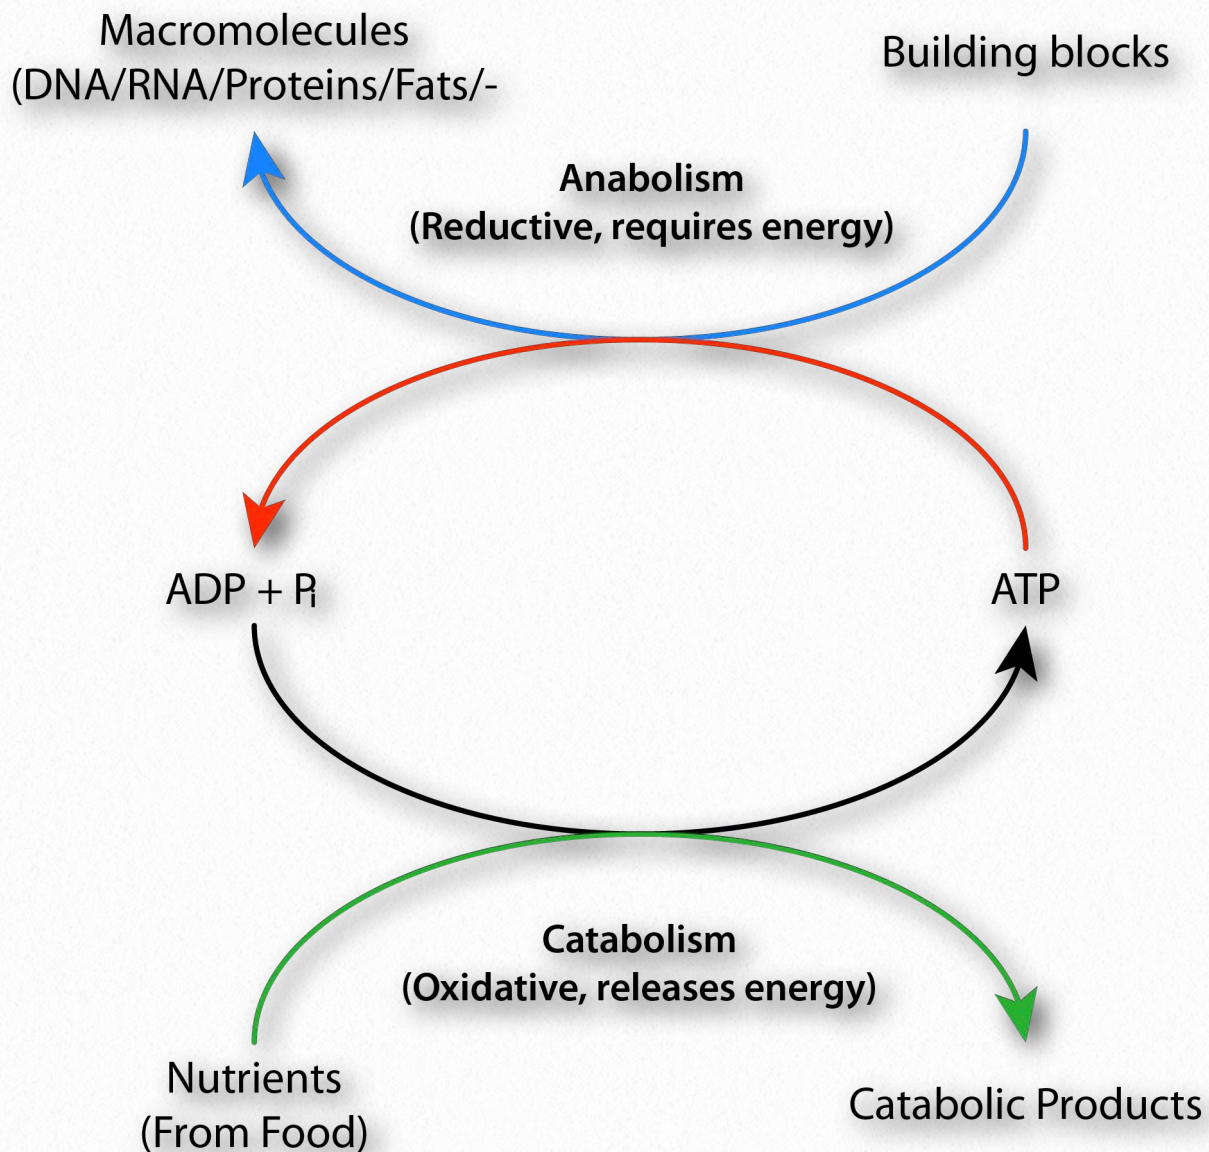 Macromolecules
(DNA/RNA/Proteins/Fats/-
Building blocks
Anabolism
(Reductive, requires energy)
ADP + Pi
ATP
Catabolism
(Oxidative, releases energy)
Nutrients
(From Food)
Catabolic Products